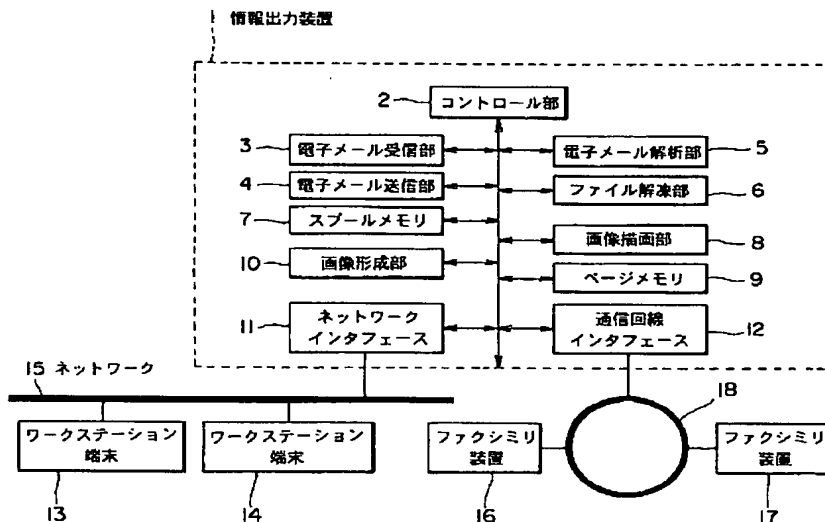 1 情報出力装置
2 コントロール部
3 電子メール受信部
電子メール解析部 5
4 電子メール送信部
ファイル解凍部 6
7 スプールメモリ
画像描画部 8
10 画像形成部
ページメモリ 9
11 ネットワーク
インタフェース
通信回線
インタフェース 12
15 ネットワーク
18
ワークステーション
端末
ワークステーション
端末
ファクシミリ
装置
ファクシミリ
装置
13
14
16
17